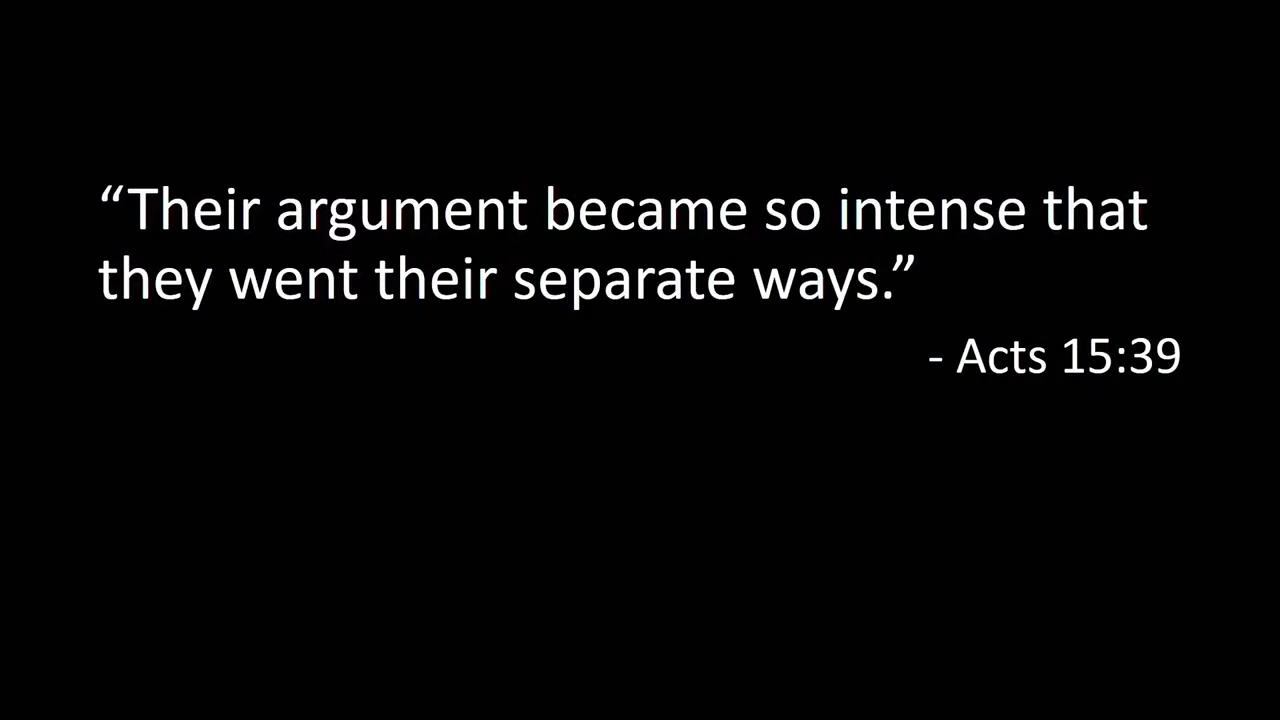 “Their argument became so intense that
they went their separate ways.”
- Acts 15:39